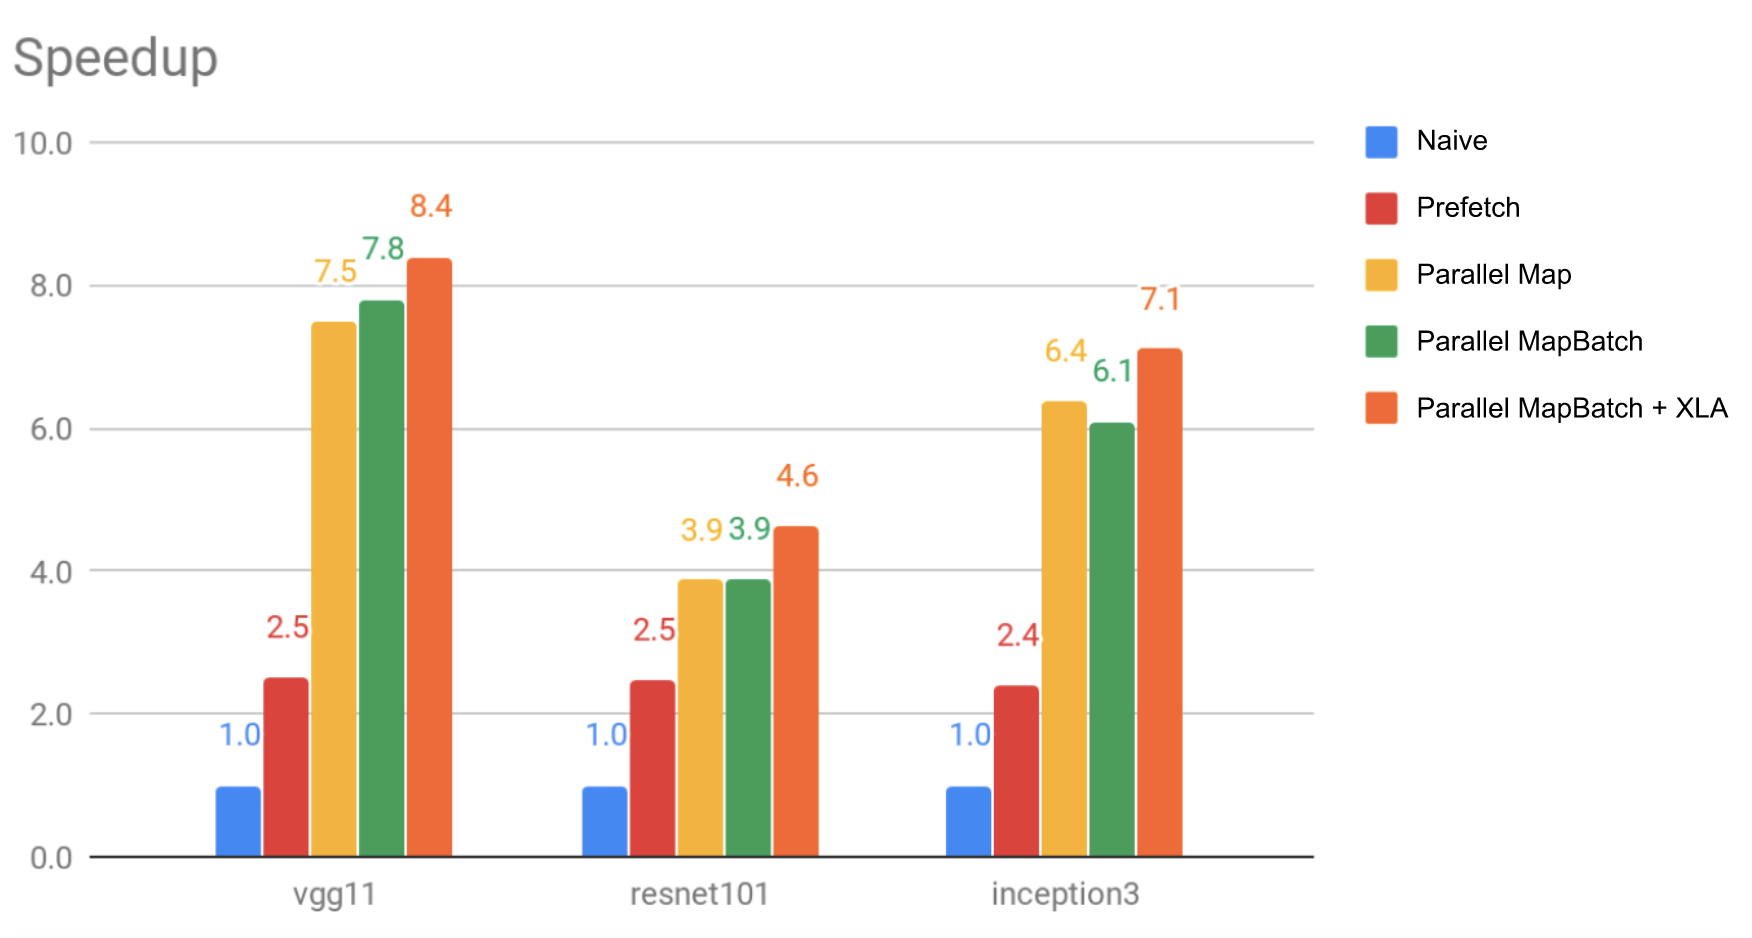 Speedup
10.0
8.0
6.0
4.0
2.0
0.0
1.0
2.5
7.5
7.8
8.4
1.0
2.5
3.9
3.9
4.6
1.0
2.4
6.4
6.1
7.1
vgg11
resnet101
inception3
Naive
Prefetch
Parallel Map
Parallel MapBatch
Parallel MapBatch + XLA